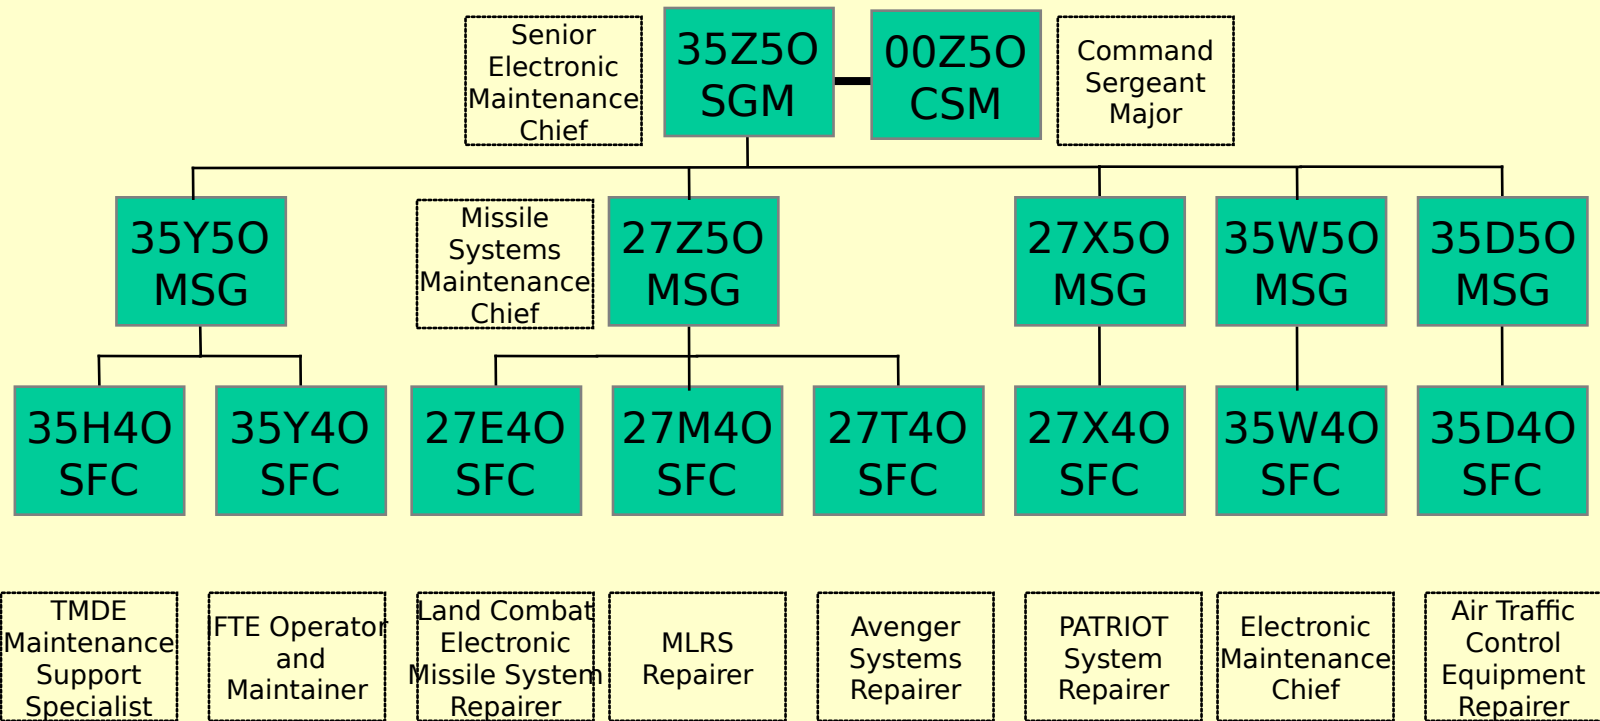 Senior
Electronic
Maintenance
Chief
35Z5O
SGM
00Z5O
CSM
Command
Sergeant
Major
35Y5O
MSG
Missile
Systems
Maintenance
Chief
27Z5O
MSG
27X5O
MSG
35W5O
MSG
35D5O
MSG
35H4O
SFC
35Y4O
SFC
27E4O
SFC
27M4O
SFC
27T4O
SFC
27X4O
SFC
35W4O
SFC
35D4O
SFC
TMDE
Maintenance
Support
Specialist
IFTE Operator
and
Maintainer
Land Combat
Electronic
Missile System
Repairer
MLRS
Repairer
Avenger
Systems
Repairer
PATRIOT
System
Repairer
Electronic
Maintenance
Chief
Air Traffic
Control
Equipment
Repairer